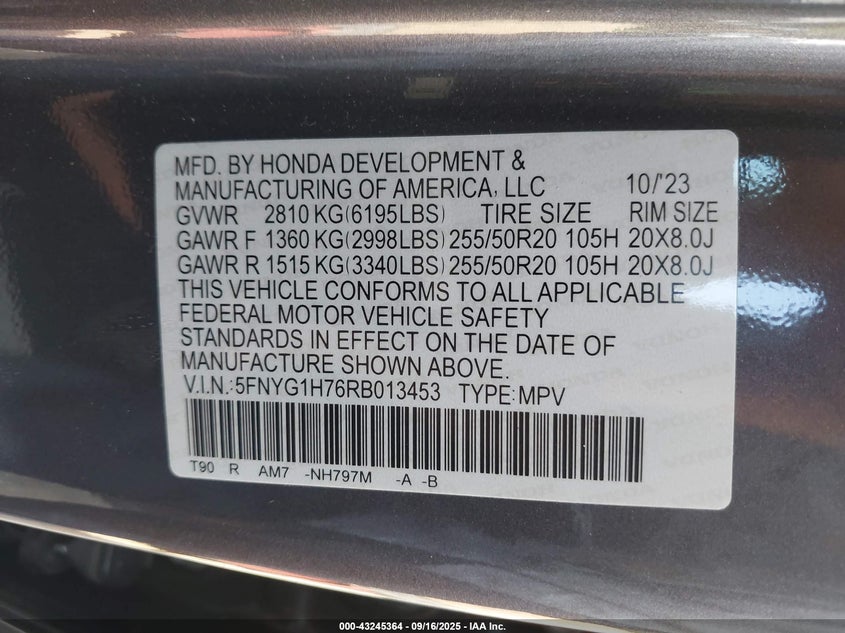 MFD. BY HONDA DEVELOPMENT &
MANUFACTURING OF AMERICA, LLC 10/'23
GVWR 2810 KG(6195LBS) TIRE SIZE RIM SIZE
GAWR F 1360 KG(2998LBS) 255/50R20 105H 20X8.0J
GAWR R 1515 KG(3340LBS) 255/50R20 105H 20X8.0J
THIS VEHICLE CONFORMS TO ALL APPLICABLE
FEDERAL MOTOR VEHICLE SAFETY
STANDARDS IN EFFECT ON THE DATE OF
MANUFACTURE SHOWN ABOVE.
V.I.N.:5FNYG1H76RB013453 TYPE:MPV
T90 R AM7 -NH797M -A -B
000-43245364 - 09/16/2025 - IAA Inc.